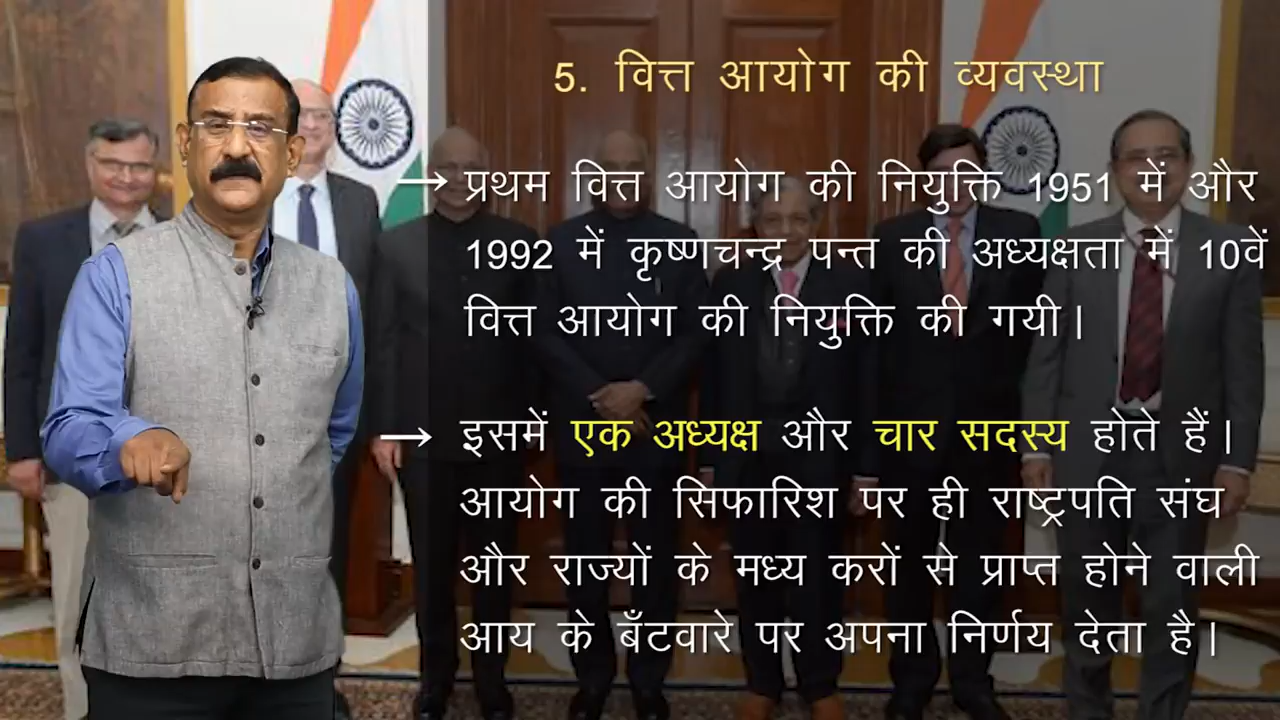 5. वित्त आयोग की व्यवस्था
→ प्रथम वित्त आयोग की नियुक्ति 1951 में और
1992 में कृष्णचन्द्र पन्त की अध्यक्षता में 10वें
वित्त आयोग की नियुक्ति की गयी।
→ इसमें एक अध्यक्ष और चार सदस्य होते हैं।
आयोग की सिफारिश पर ही राष्ट्रपति संघ
और राज्यों के मध्य करों से प्राप्त होने वाली
आय के बँटवारे पर अपना निर्णय देता है।